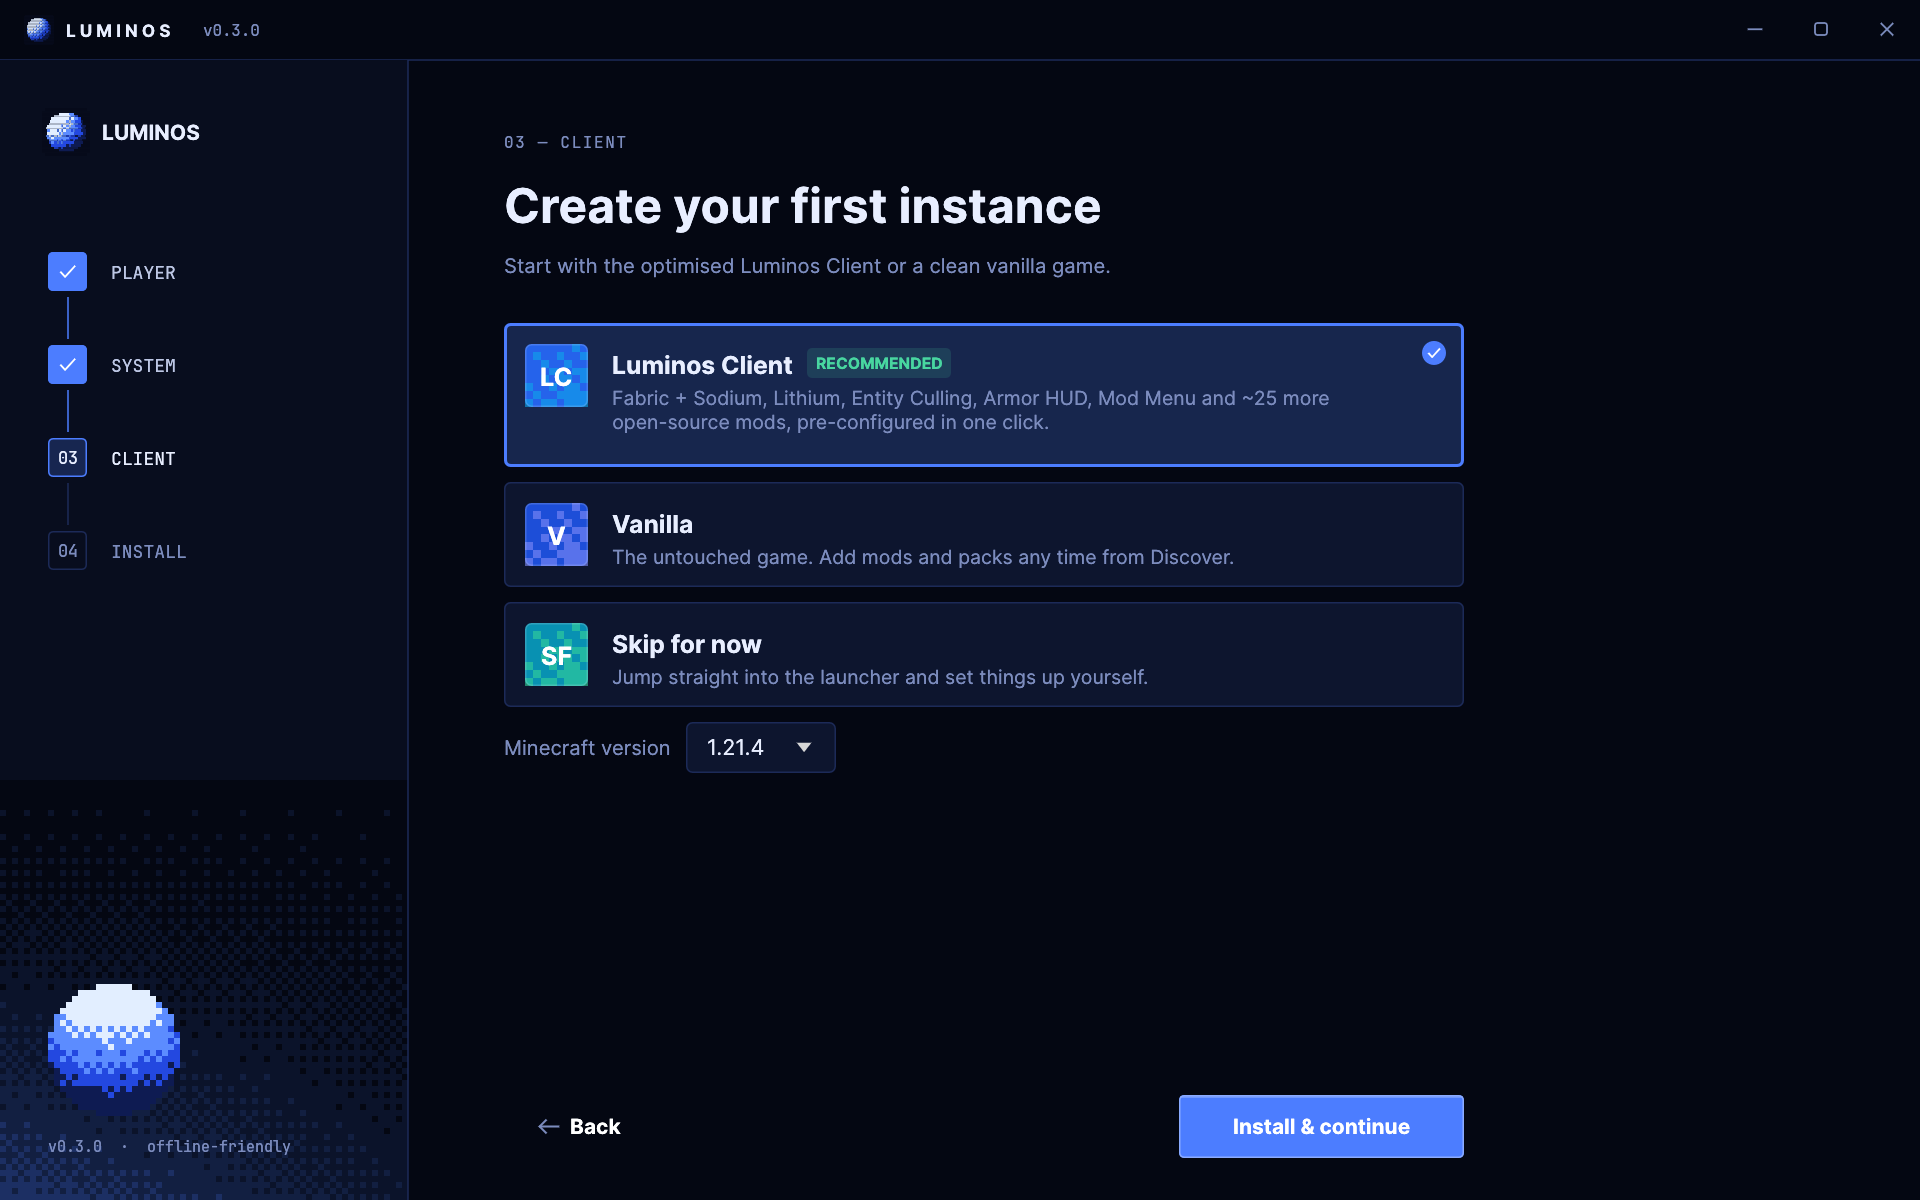 LUMINOS v0.3.0
LUMINOS
PLAYER
SYSTEM
03 CLIENT
04 INSTALL
v0.3.0 · offline-friendly
03 — CLIENT
Create your first instance
Start with the optimised Luminos Client or a clean vanilla game.
LC
Luminos Client RECOMMENDED
Fabric + Sodium, Lithium, Entity Culling, Armor HUD, Mod Menu and ~25 more
open-source mods, pre-configured in one click.
V
Vanilla
The untouched game. Add mods and packs any time from Discover.
SF
Skip for now
Jump straight into the launcher and set things up yourself.
Minecraft version 1.21.4
Back
Install & continue